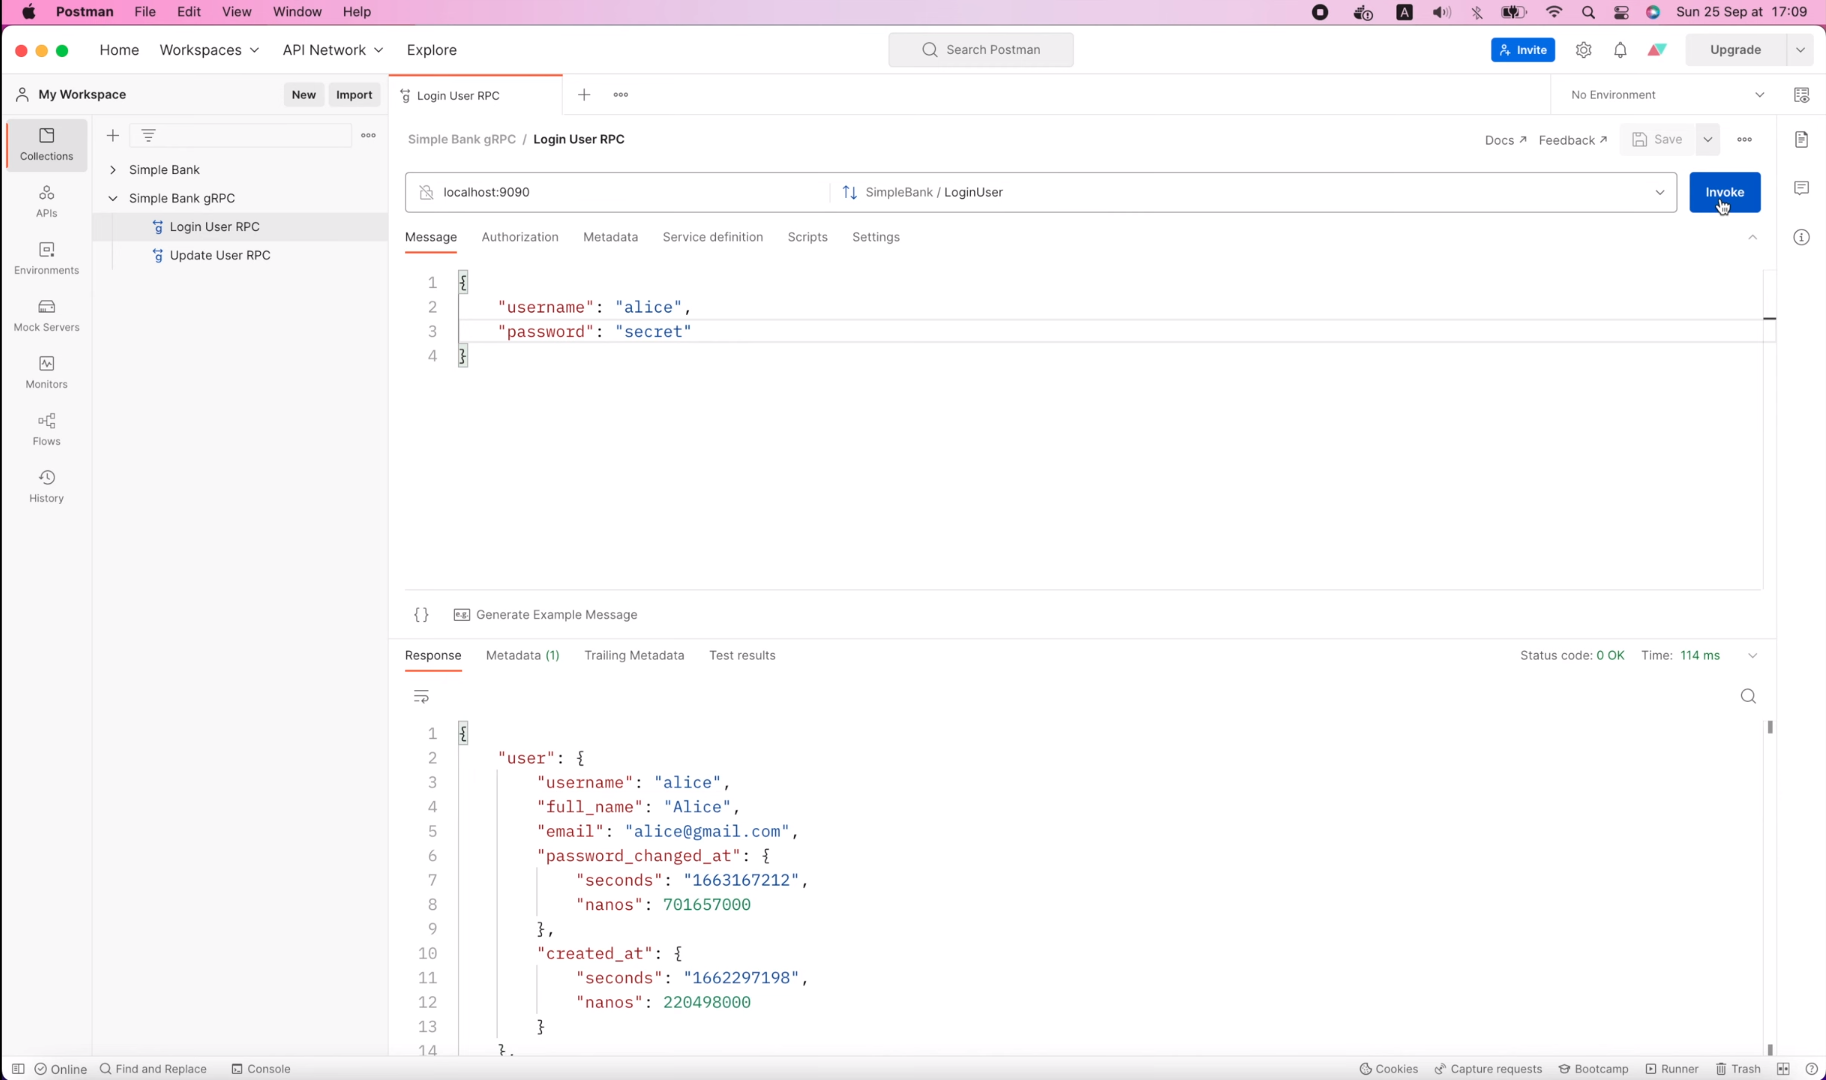 Postman File Edit View Window Help A Sun 25 Sep at 17:09
Home Workspaces API Network Explore Search Postman Invite Upgrade
My Workspace New Import Login User RPC No Environment
Collections
Simple Bank
Simple Bank gRPC
Login User RPC
Update User RPC
APIs
Environments
Mock Servers
Monitors
Flows
History
Simple Bank gRPC / Login User RPC Docs Feedback Save
localhost:9090 SimpleBank / LoginUser Invoke
Message Authorization Metadata Service definition Scripts Settings
1 {
2 "username": "alice",
3 "password": "secret"
4 }
{} e.g. Generate Example Message
Response Metadata (1) Trailing Metadata Test results Status code: 0 OK Time: 114 ms
1 {
2 "user": {
3 "username": "alice",
4 "full_name": "Alice",
5 "email": "alice@gmail.com",
6 "password_changed_at": {
7 "seconds": "1663167212",
8 "nanos": 701657000
9 },
10 "created_at": {
11 "seconds": "1662297198",
12 "nanos": 220498000
13 }
14 },
Online Find and Replace Console Cookies Capture requests Bootcamp Runner Trash